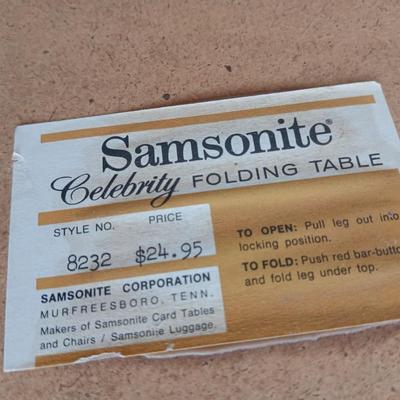 Samsonite®
Celebrity FOLDING TABLE
STYLE NO. PRICE
8232 $24.95
SAMSONITE CORPORATION
MURFREESBORO, TENN.
Makers of Samsonite Card Tables
and Chairs / Samsonite Luggage.
TO OPEN: Pull leg out into
locking position.
TO FOLD: Push red bar-butto
and fold leg under top.